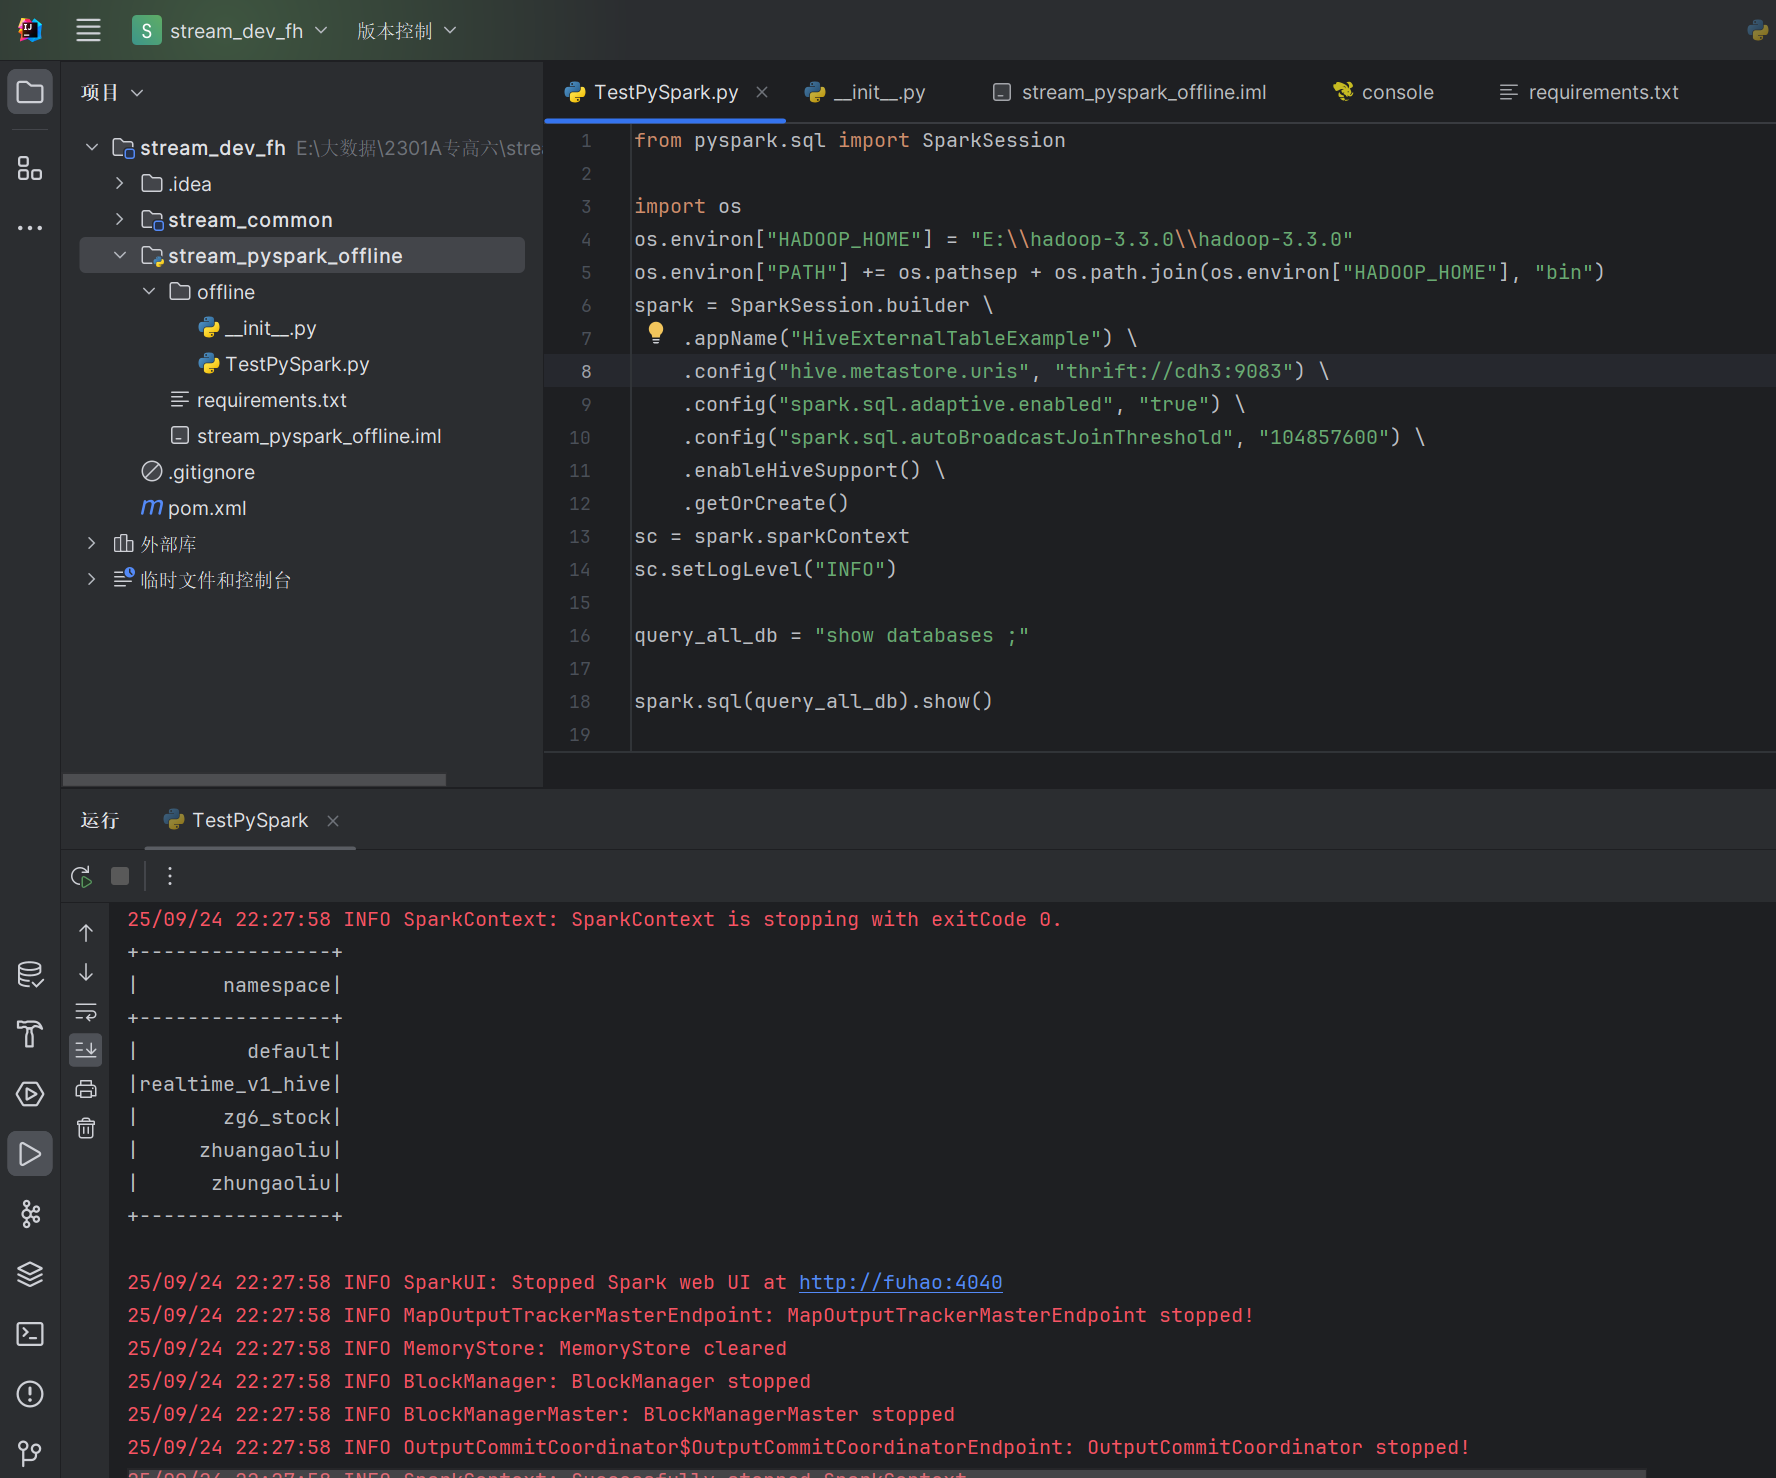 S stream_dev_fh 版本控制
项目
stream_dev_fh E:\大数据\2301A专高六\strea
.idea
stream_common
stream_pyspark_offline
offline
__init__.py
TestPySpark.py
requirements.txt
stream_pyspark_offline.iml
.gitignore
pom.xml
外部库
临时文件和控制台
TestPySpark.py __init__.py stream_pyspark_offline.iml console requirements.txt
1 from pyspark.sql import SparkSession
2
3 import os
4 os.environ["HADOOP_HOME"] = "E:\\hadoop-3.3.0\\hadoop-3.3.0"
5 os.environ["PATH"] += os.pathsep + os.path.join(os.environ["HADOOP_HOME"], "bin")
6 spark = SparkSession.builder \
7 .appName("HiveExternalTableExample") \
8 .config("hive.metastore.uris", "thrift://cdh3:9083") \
9 .config("spark.sql.adaptive.enabled", "true") \
10 .config("spark.sql.autoBroadcastJoinThreshold", "104857600") \
11 .enableHiveSupport() \
12 .getOrCreate()
13 sc = spark.sparkContext
14 sc.setLogLevel("INFO")
15
16 query_all_db = "show databases ;"
17
18 spark.sql(query_all_db).show()
19
运行 TestPySpark
25/09/24 22:27:58 INFO SparkContext: SparkContext is stopping with exitCode 0.
+----------------+
|       namespace|
+----------------+
|         default|
|realtime_v1_hive|
|       zg6_stock|
|     zhuangaoliu|
|      zhungaoliu|
+----------------+
25/09/24 22:27:58 INFO SparkUI: Stopped Spark web UI at http://fuhao:4040
25/09/24 22:27:58 INFO MapOutputTrackerMasterEndpoint: MapOutputTrackerMasterEndpoint stopped!
25/09/24 22:27:58 INFO MemoryStore: MemoryStore cleared
25/09/24 22:27:58 INFO BlockManager: BlockManager stopped
25/09/24 22:27:58 INFO BlockManagerMaster: BlockManagerMaster stopped
25/09/24 22:27:58 INFO OutputCommitCoordinator$OutputCommitCoordinatorEndpoint: OutputCommitCoordinator stopped!
25/09/24 22:27:58 INFO SparkContext: Successfully stopped SparkContext